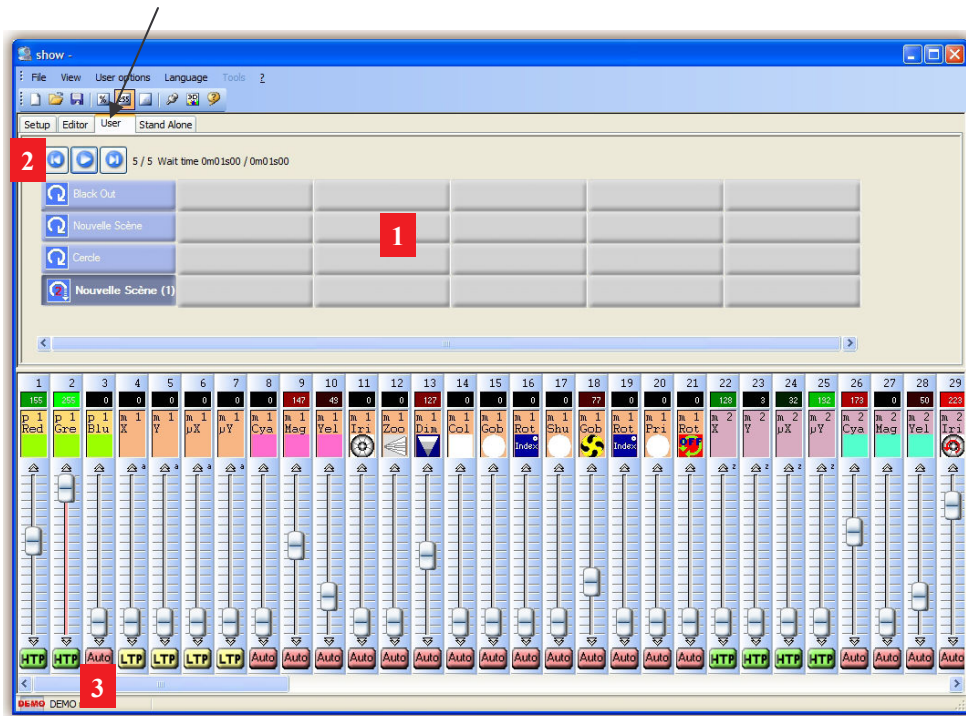 show -
File View User options Language Tools ?
% 255
Setup Editor User Stand Alone
2 5 / 5 Wait time 0m01s00 / 0m01s00
Black Out
Nouvelle Scène
1
Cercle
2 Nouvelle Scène (1)
1 2 3 4 5 6 7 8 9 10 11 12 13 14 15 16 17 18 19 20 21 22 23 24 25 26 27 28 29
155 255 0 0 0 0 0 0 147 49 0 0 127 0 0 0 0 77 0 0 0 128 3 32 192 173 0 50 223
p 1 p 1 p 1 m 1 m 1 m 1 m 1 m 1 m 1 m 1 m 1 m 1 m 1 m 1 m 1 m 1 m 1 m 1 m 1 m 1 m 1 m 2 m 2 m 2 m 2 m 2 m 2 m 2 m 2
Red Gre Blu X Y µX µY Cya Mag Yel Iri Zoo Dim Col Gob Rot Shu Gob Rot Pri Rot X Y µX µY Cya Mag Yel Iri
Index Index OFF
a a a a z z z z
HTP HTP Auto LTP LTP LTP LTP Auto Auto Auto Auto Auto Auto Auto Auto Auto Auto Auto Auto Auto Auto HTP HTP HTP HTP Auto Auto Auto Auto
3
DEMO DEMO